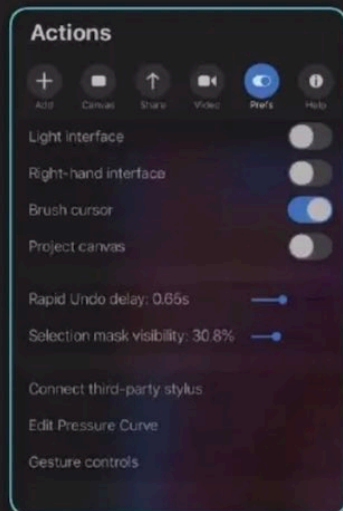 Actions
Add Canvas Share Video Prefs Help
Light interface
Right-hand interface
Brush cursor
Project canvas
Rapid Undo delay: 0.65s
Selection mask visibility: 30.8%
Connect third-party stylus
Edit Pressure Curve
Gesture controls